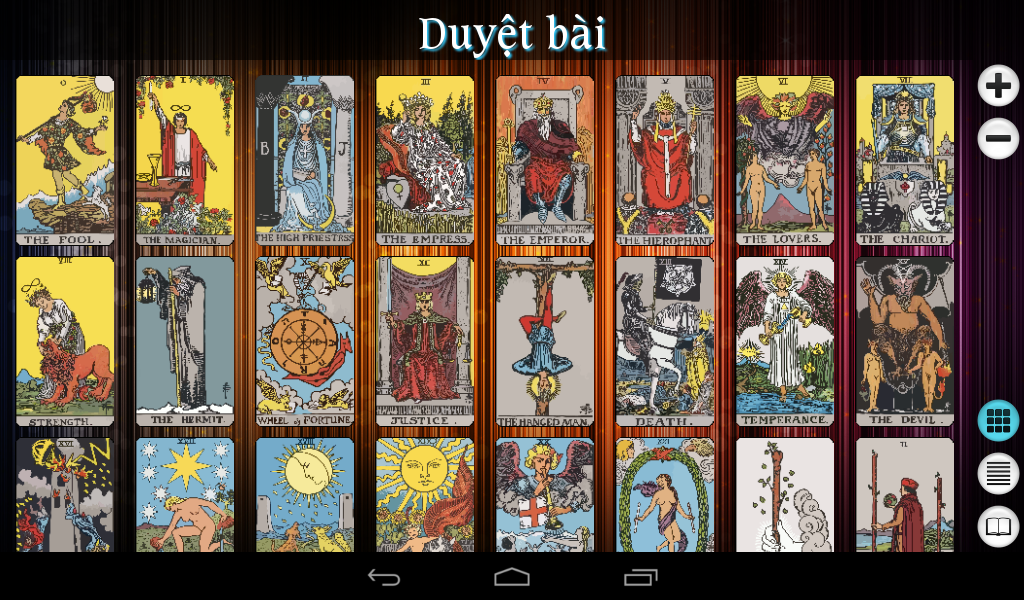 Duyệt bài
I
II
III
IV
V
VI
VII
B
J
THE FOOL.
THE MAGICIAN.
THE HIGH PRIESTESS
THE EMPRESS.
THE EMPEROR.
THE HIEROPHANT
THE LOVERS.
THE CHARIOT.
VIII
X
XI
XII
XIII
XIV
XV
STRENGTH.
THE HERMIT.
WHEEL of FORTUNE
JUSTICE.
THE HANGED MAN.
DEATH.
TEMPERANCE.
THE DEVIL.
XVI
XVII
XVIII
XIX
XX
XXI
II